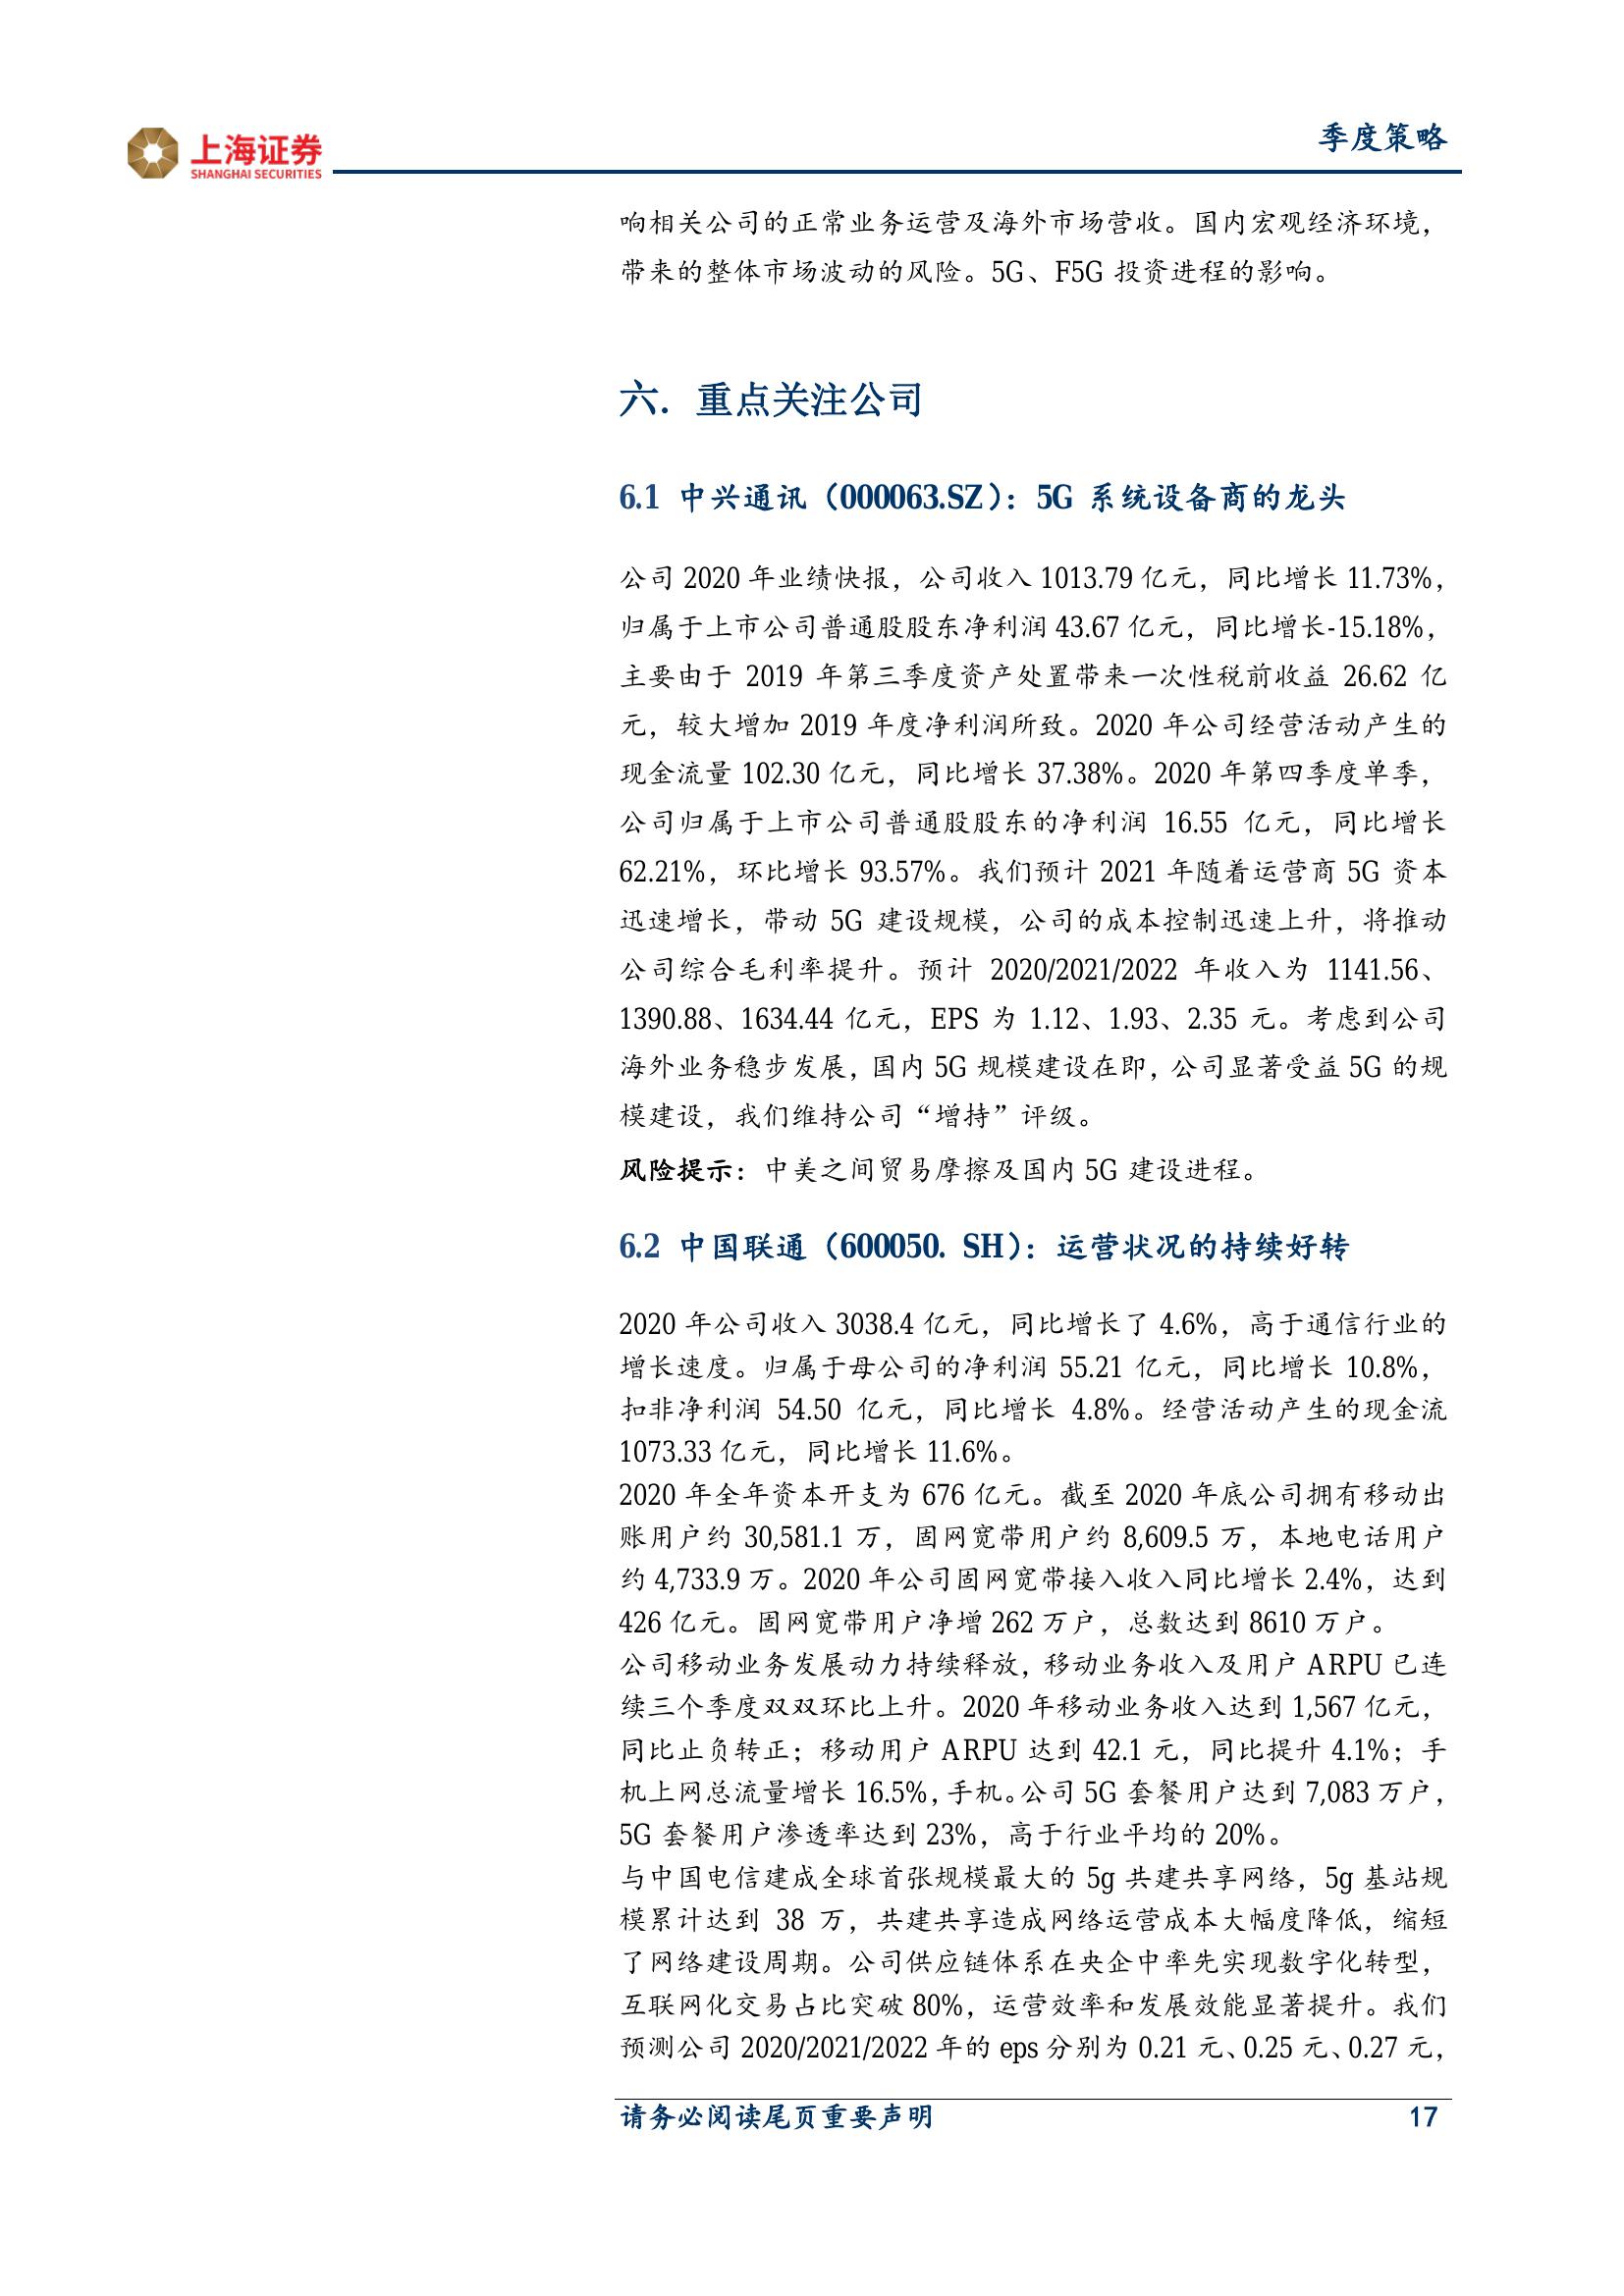 上海证券
SHANGHAI SECURITIES
季度策略
响相关公司的正常业务运营及海外市场营收。国内宏观经济环境，
带来的整体市场波动的风险。5G、F5G 投资进程的影响。
六. 重点关注公司
6.1 中兴通讯（000063.SZ）：5G 系统设备商的龙头
公司 2020 年业绩快报，公司收入 1013.79 亿元，同比增长 11.73%，
归属于上市公司普通股股东净利润 43.67 亿元，同比增长-15.18%，
主要由于 2019 年第三季度资产处置带来一次性税前收益 26.62 亿
元，较大增加 2019 年度净利润所致。2020 年公司经营活动产生的
现金流量 102.30 亿元，同比增长 37.38%。2020 年第四季度单季，
公司归属于上市公司普通股股东的净利润 16.55 亿元，同比增长
62.21%，环比增长 93.57%。我们预计 2021 年随着运营商 5G 资本
迅速增长，带动 5G 建设规模，公司的成本控制迅速上升，将推动
公司综合毛利率提升。预计 2020/2021/2022 年收入为 1141.56、
1390.88、1634.44 亿元，EPS 为 1.12、1.93、2.35 元。考虑到公司
海外业务稳步发展，国内 5G 规模建设在即，公司显著受益 5G 的规
模建设，我们维持公司“增持”评级。
风险提示：中美之间贸易摩擦及国内 5G 建设进程。
6.2 中国联通（600050. SH）：运营状况的持续好转
2020 年公司收入 3038.4 亿元，同比增长了 4.6%，高于通信行业的
增长速度。归属于母公司的净利润 55.21 亿元，同比增长 10.8%，
扣非净利润 54.50 亿元，同比增长 4.8%。经营活动产生的现金流
1073.33 亿元，同比增长 11.6%。
2020 年全年资本开支为 676 亿元。截至 2020 年底公司拥有移动出
账用户约 30,581.1 万，固网宽带用户约 8,609.5 万，本地电话用户
约 4,733.9 万。2020 年公司固网宽带接入收入同比增长 2.4%，达到
426 亿元。固网宽带用户净增 262 万户，总数达到 8610 万户。
公司移动业务发展动力持续释放，移动业务收入及用户 ARPU 已连
续三个季度双双环比上升。2020 年移动业务收入达到 1,567 亿元，
同比止负转正；移动用户 ARPU 达到 42.1 元，同比提升 4.1%；手
机上网总流量增长 16.5%，手机。公司 5G 套餐用户达到 7,083 万户，
5G 套餐用户渗透率达到 23%，高于行业平均的 20%。
与中国电信建成全球首张规模最大的 5g 共建共享网络，5g 基站规
模累计达到 38 万，共建共享造成网络运营成本大幅度降低，缩短
了网络建设周期。公司供应链体系在央企中率先实现数字化转型，
互联网化交易占比突破 80%，运营效率和发展效能显著提升。我们
预测公司 2020/2021/2022 年的 eps 分别为 0.21 元、0.25 元、0.27 元，
请务必阅读尾页重要声明
17